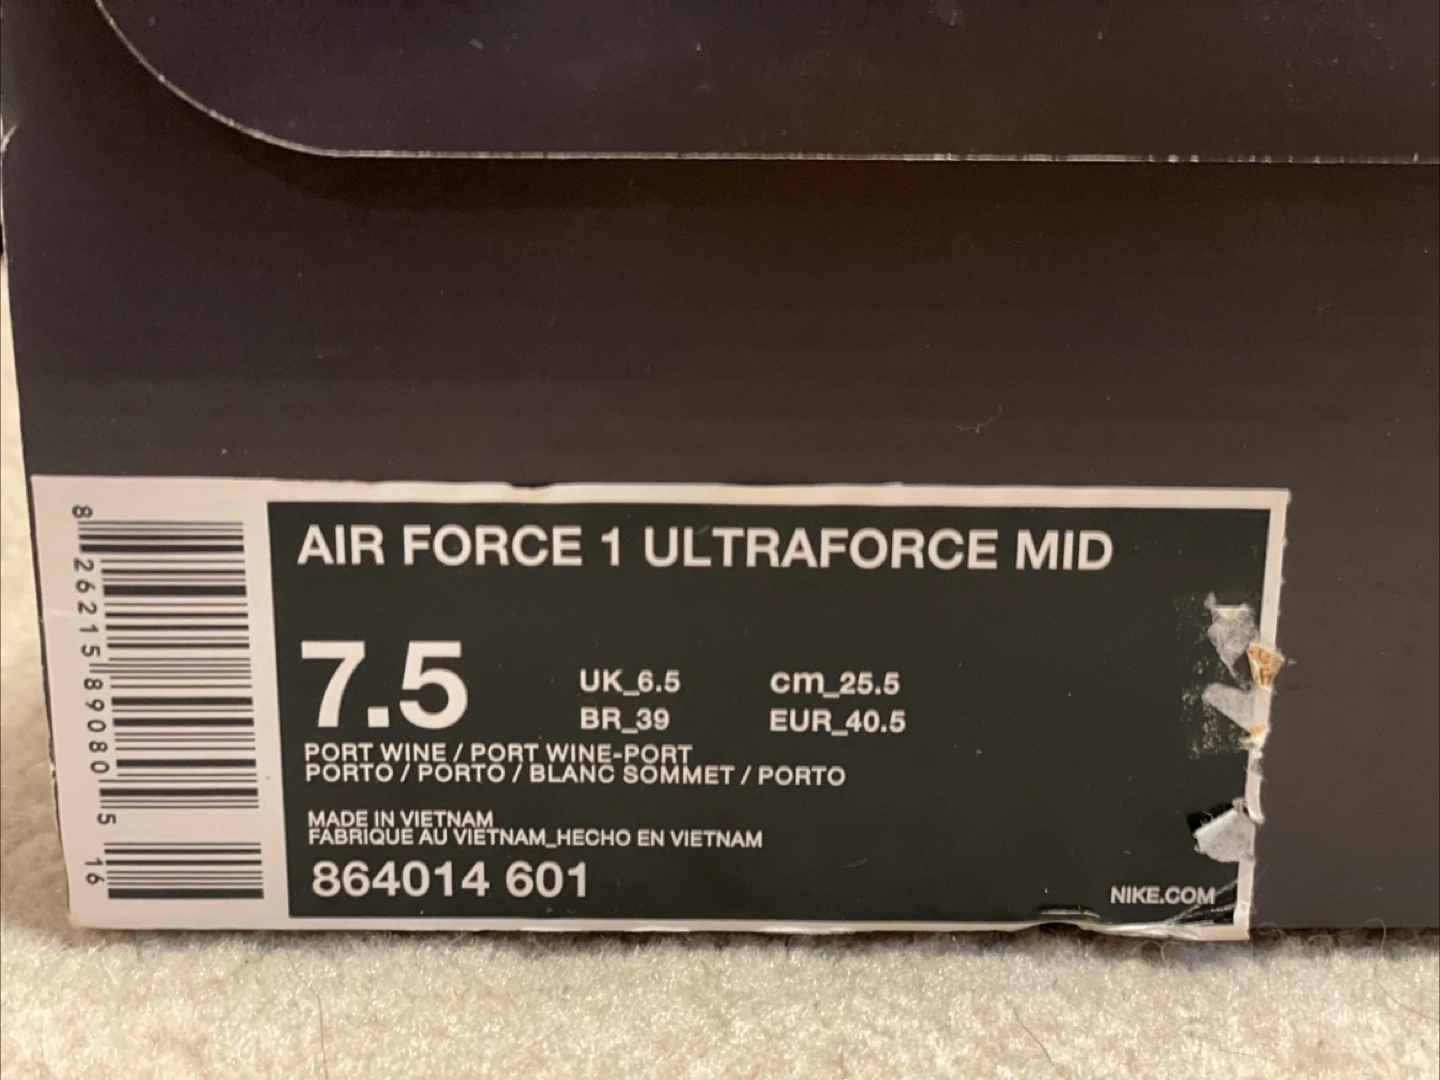 AIR FORCE 1 ULTRAFORCE MID
7.5
UK_6.5 cm_25.5
BR_39 EUR_40.5
PORT WINE / PORT WINE-PORT
PORTO / PORTO / BLANC SOMMET / PORTO
MADE IN VIETNAM
FABRIQUE AU VIETNAM_HECHO EN VIETNAM
864014 601
NIKE.COM
8 26215 89080 5 16